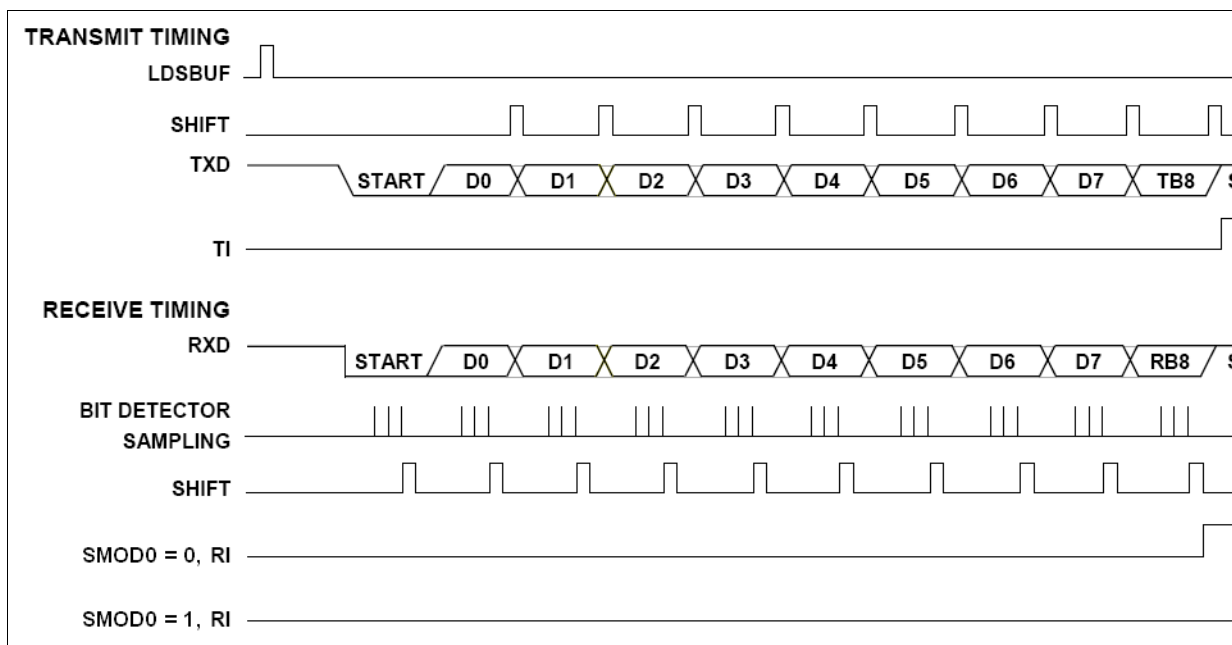 TRANSMIT TIMING
LDSBUF
SHIFT
TXD START D0 D1 D2 D3 D4 D5 D6 D7 TB8
TI
RECEIVE TIMING
RXD START D0 D1 D2 D3 D4 D5 D6 D7 RB8
BIT DETECTOR
SAMPLING
SHIFT
SMOD0 = 0, RI
SMOD0 = 1, RI